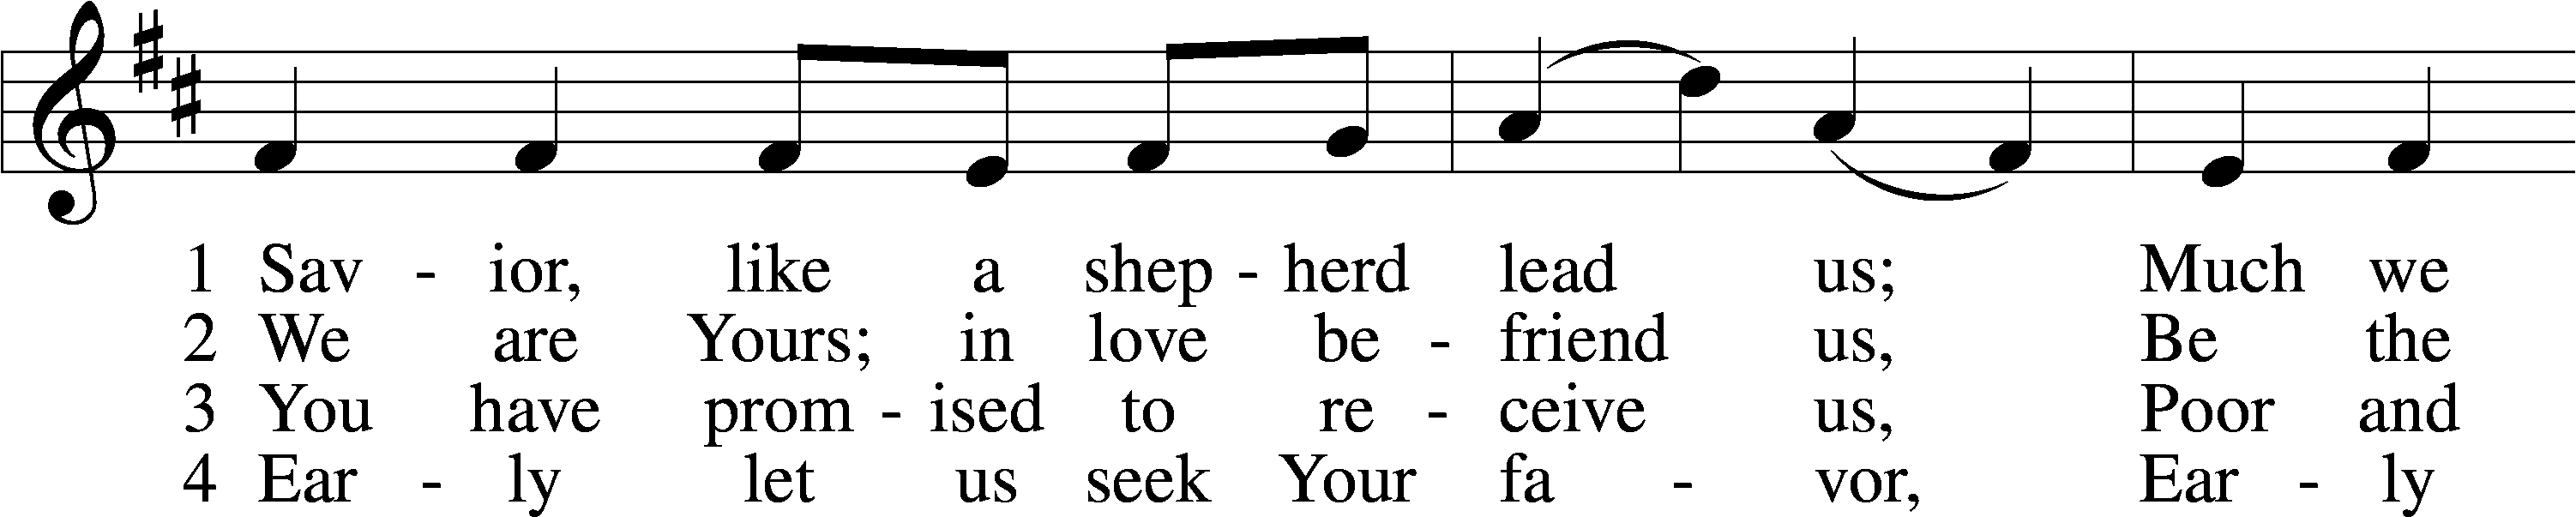 1 Sav - ior, like a shep - herd lead us; Much we
2 We are Yours; in love be - friend us, Be the
3 You have prom - ised to re - ceive us, Poor and
4 Ear - ly let us seek Your fa - vor, Ear - ly